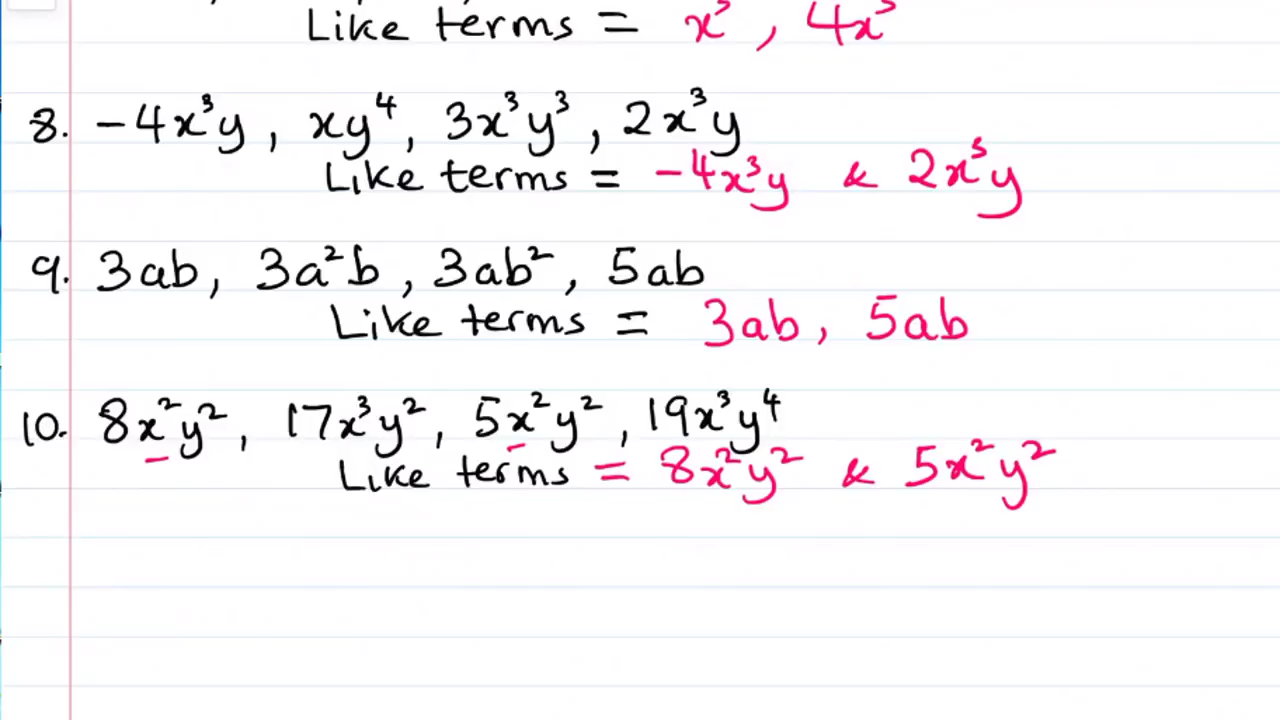 Like terms = x³, 4x³
8. -4x³y, xy⁴, 3x³y³, 2x³y
Like terms = -4x³y & 2x³y
9. 3ab, 3a²b, 3ab², 5ab
Like terms = 3ab, 5ab
10. 8x²y², 17x³y², 5x²y², 19x³y⁴
Like terms = 8x²y² & 5x²y²